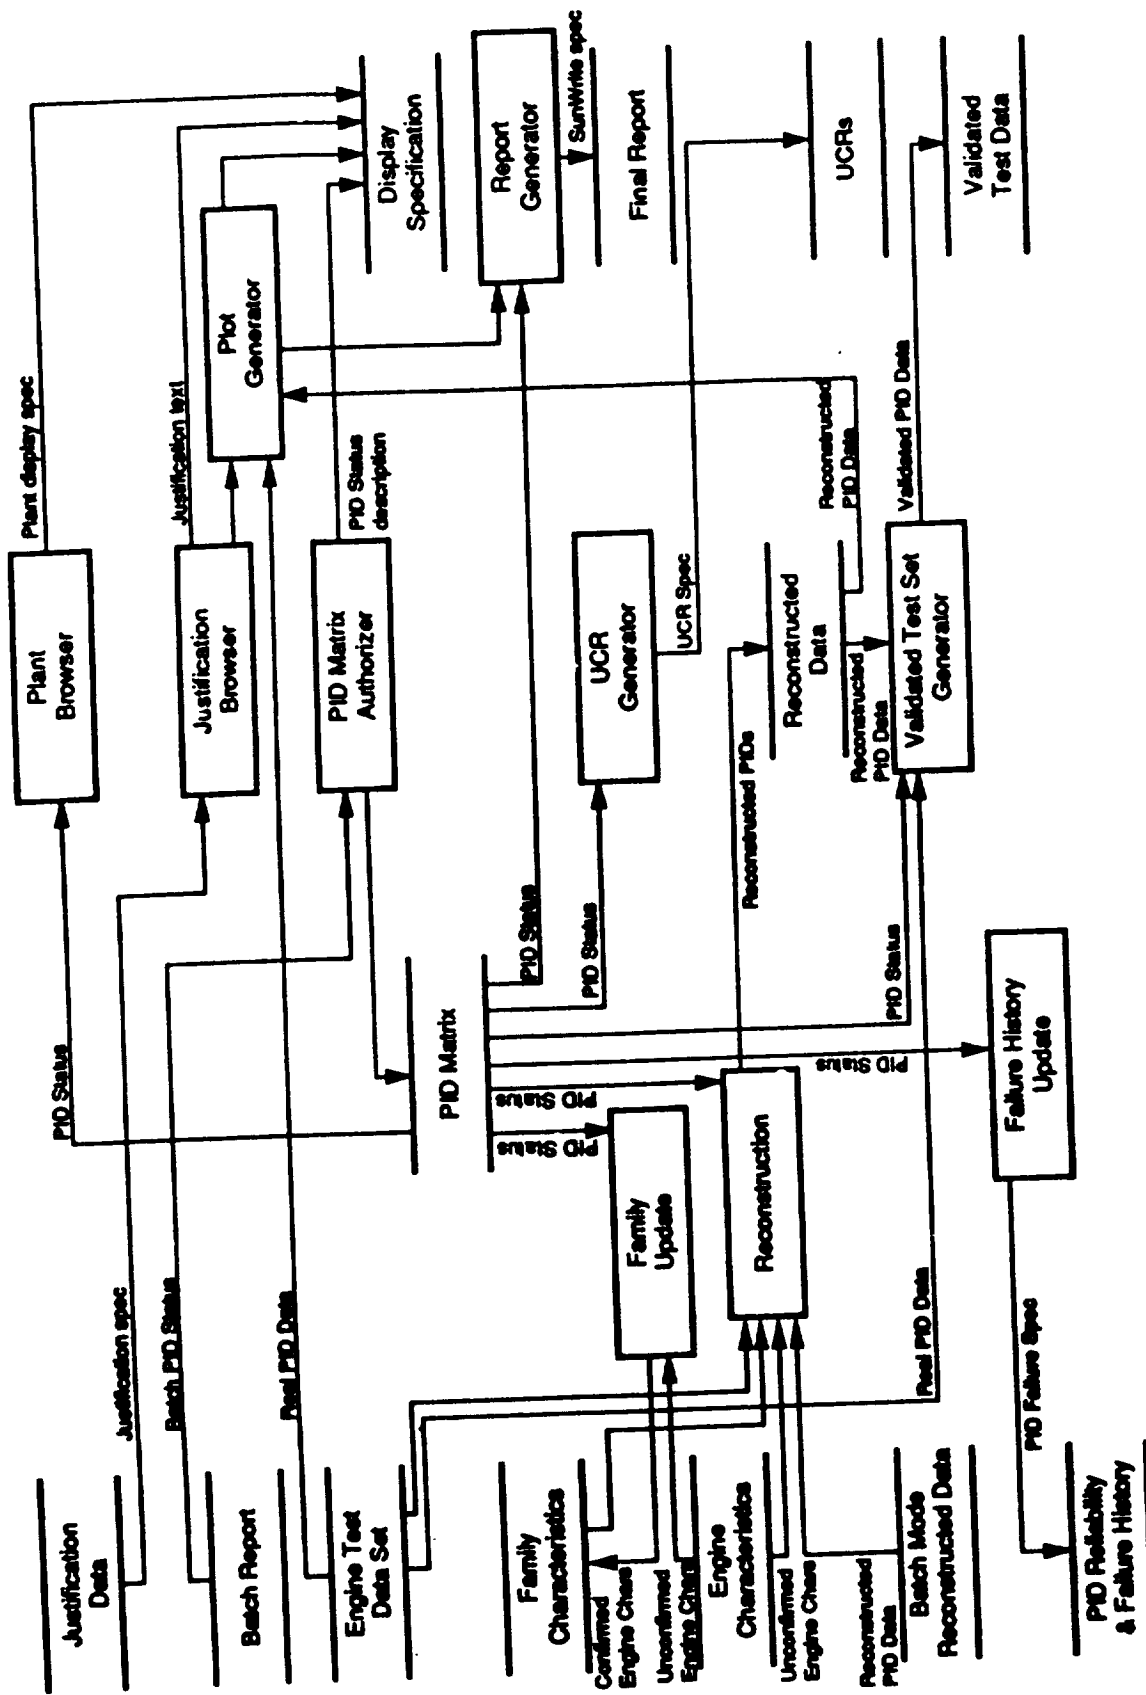 Justification
Data
Batch Report
Engine Test
Data Set
Family
Characteristics
Confirmed
Engine Chars
Unconfirmed
Engine Chars
Engine
Characteristics
Unconfirmed
Engine Chars
Reconstructed
PID Data
Batch Mode
Reconstructed Data
PID Reliability
& Failure History
Justification spec
Batch PID Status
Real PID Data
Real PID Data
PID Failure Spec
PID Status
PID Matrix
PID Status
PID Status
PID Status
PID Status
PID Status
PID Status
Family
Update
Reconstruction
Failure History
Update
Reconstructed PIDs
Plant
Browser
Justification
Browser
PID Matrix
Authorizer
UCR
Generator
Reconstructed
Data
Reconstructed
PID Data
Validated Test Set
Generator
Plant display spec
Justification text
PID Status
description
UCR Spec
Reconstructed
PID Data
Validated PID Data
Plot
Generator
Display
Specification
Report
Generator
SunWrite spec
Final Report
UCRs
Validated
Test Data